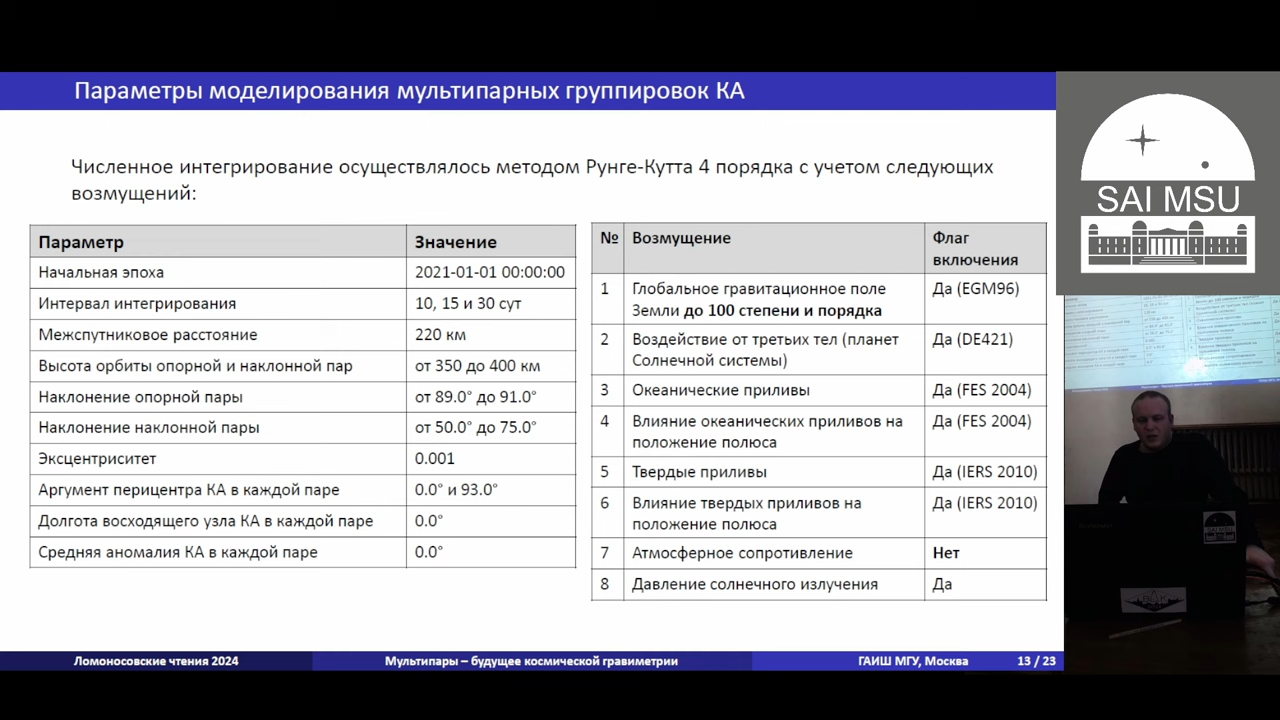 Параметры моделирования мультипарных группировок КА
Численное интегрирование осуществлялось методом Рунге-Кутта 4 порядка с учетом следующих
возмущений:
Параметр Значение
Начальная эпоха 2021-01-01 00:00:00
Интервал интегрирования 10, 15 и 30 сут
Межспутниковое расстояние 220 км
Высота орбиты опорной и наклонной пар от 350 до 400 км
Наклонение опорной пары от 89.0° до 91.0°
Наклонение наклонной пары от 50.0° до 75.0°
Эксцентриситет 0.001
Аргумент перицентра КА в каждой паре 0.0° и 93.0°
Долгота восходящего узла КА в каждой паре 0.0°
Средняя аномалия КА в каждой паре 0.0°
№ Возмущение Флаг
включения
1 Глобальное гравитационное поле Да (EGM96)
Земли до 100 степени и порядка
2 Воздействие от третьих тел (планет Да (DE421)
Солнечной системы)
3 Океанические приливы Да (FES 2004)
4 Влияние океанических приливов на Да (FES 2004)
положение полюса
5 Твердые приливы Да (IERS 2010)
6 Влияние твердых приливов на Да (IERS 2010)
положение полюса
7 Атмосферное сопротивление Нет
8 Давление солнечного излучения Да
Ломоносовские чтения 2024 Мультипары – будущее космической гравиметрии ГАИШ МГУ, Москва 13 / 23
SAI MSU
SAI MSU